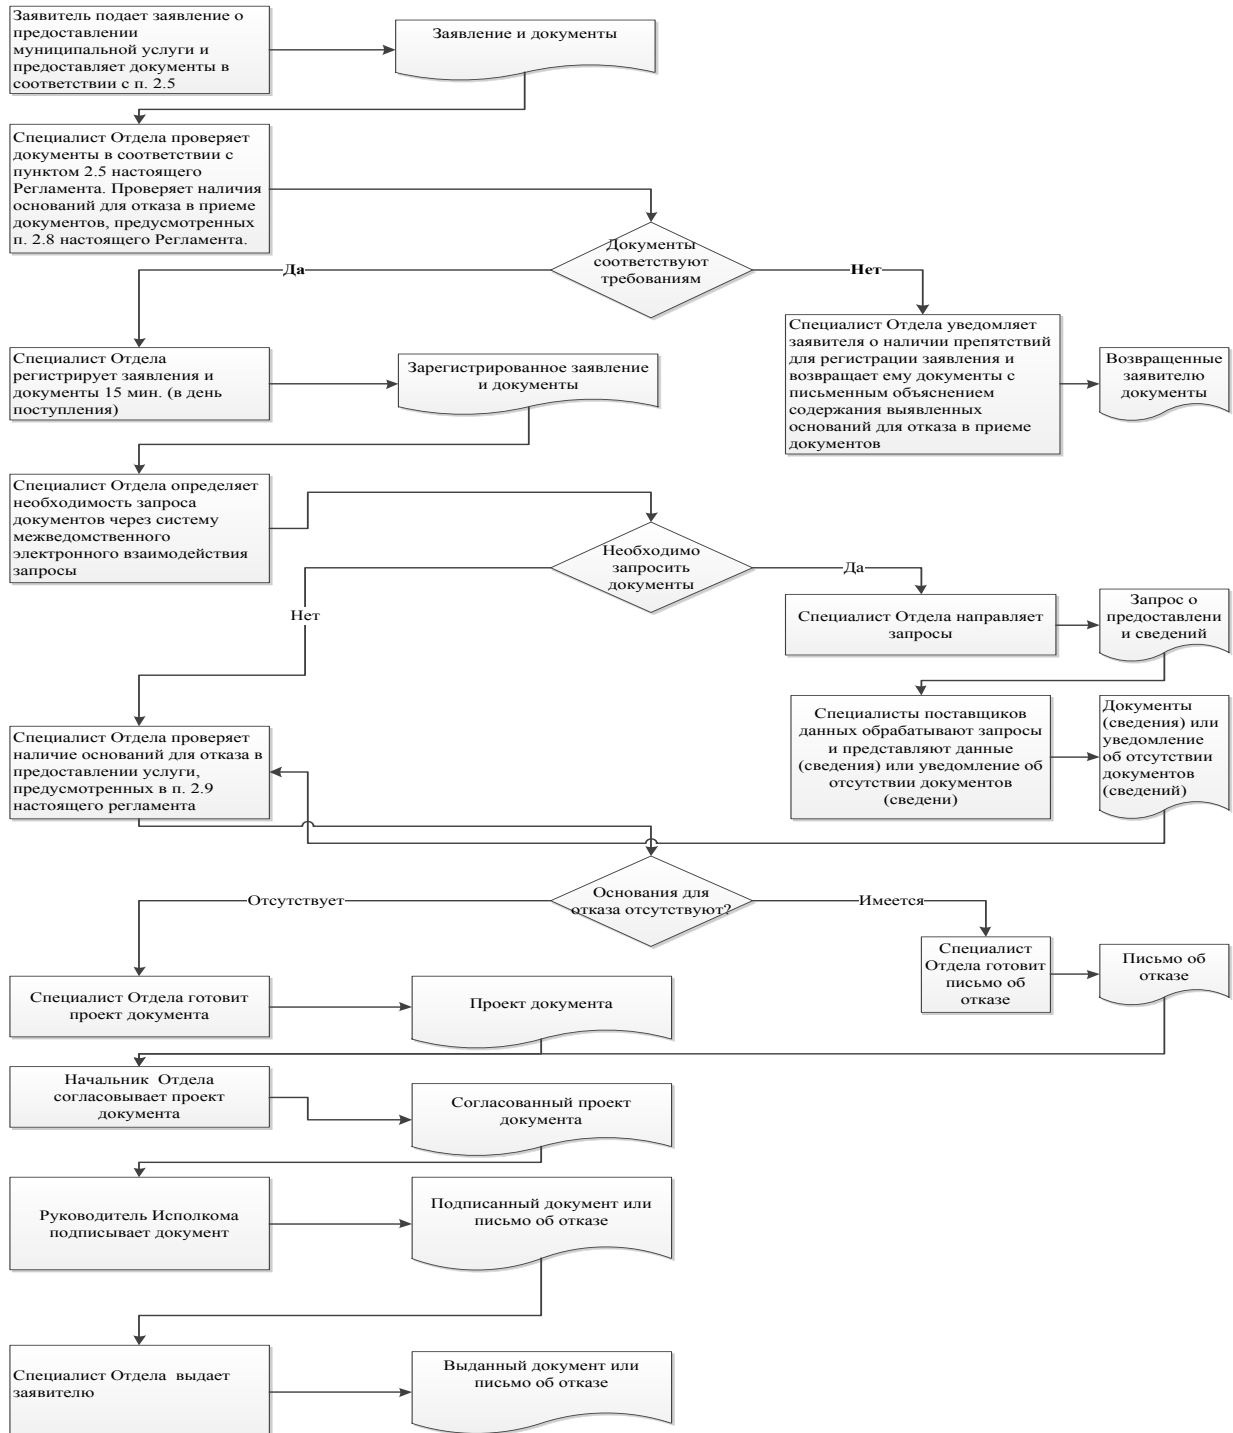 Заявитель подает заявление о
предоставлении
муниципальной услуги и
предоставляет документы в
соответствии с п. 2.5
Заявление и документы
Специалист Отдела проверяет
документы в соответствии с
пунктом 2.5 настоящего
Регламента. Проверяет наличия
оснований для отказа в приеме
документов, предусмотренных
п. 2.8 настоящего Регламента.
Документы
соответствуют
требованиям
Да
Нет
Специалист Отдела
регистрирует заявления и
документы 15 мин. (в день
поступления)
Зарегистрированное заявление
и документы
Специалист Отдела уведомляет
заявителя о наличии препятствий
для регистрации заявления и
возвращает ему документы с
письменным объяснением
содержания выявленных
оснований для отказа в приеме
документов
Возвращенные
заявителю
документы
Специалист Отдела определяет
необходимость запроса
документов через систему
межведомственного
электронного взаимодействия
запросы
Необходимо
запросить
документы
Да
Нет
Специалист Отдела направляет
запросы
Запрос о
предоставлени
и сведений
Специалист Отдела проверяет
наличие оснований для отказа в
предоставлении услуги,
предусмотренных в п. 2.9
настоящего регламента
Специалисты поставщиков
данных обрабатывают запросы
и представляют данные
(сведения) или уведомление об
отсутствии документов
(сведени)
Документы
(сведения) или
уведомление
об отсутствии
документов
(сведений)
Основания для
отказа отсутствуют?
Отсутствует
Имеется
Специалист
Отдела готовит
письмо об
отказе
Письмо об
отказе
Специалист Отдела готовит
проект документа
Проект документа
Начальник  Отдела
согласовывает проект
документа
Согласованный проект
документа
Руководитель Исполкома
подписывает документ
Подписанный документ или
письмо об отказе
Специалист Отдела  выдает
заявителю
Выданный документ или
письмо об отказе